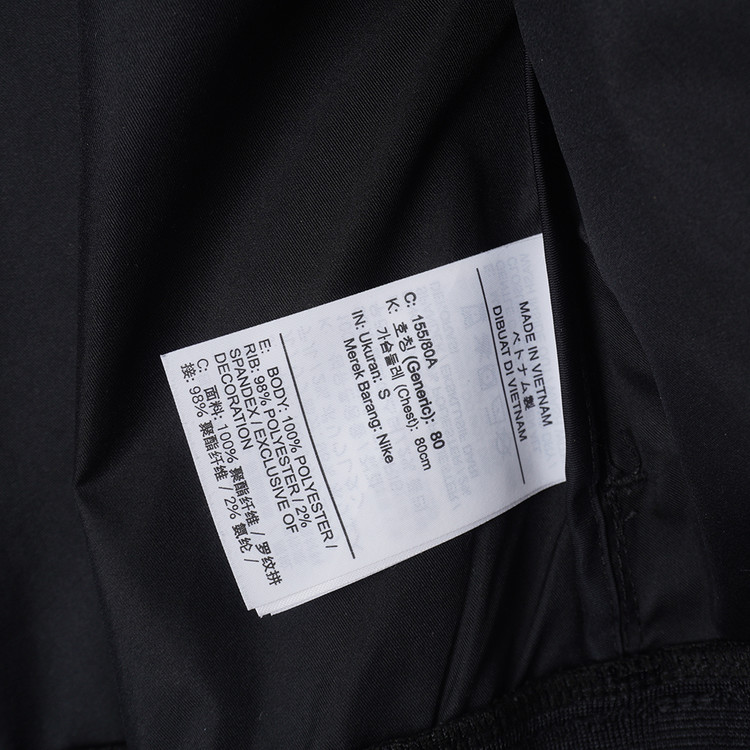 MADE IN VIETNAM
ベトナム製
DIBUAT DI VIETNAM
C: 155/80A
K: 호칭 (Generic): 80
가슴둘레 (Chest): 80cm
IN: Ukuran: S
Merek Barang: Nike
E: BODY: 100% POLYESTER /
RIB: 98% POLYESTER / 2%
SPANDEX / EXCLUSIVE OF
DECORATION
C: 面料: 100% 聚酯纤维 / 罗纹拼
接: 98% 聚酯纤维 / 2% 氨纶 /